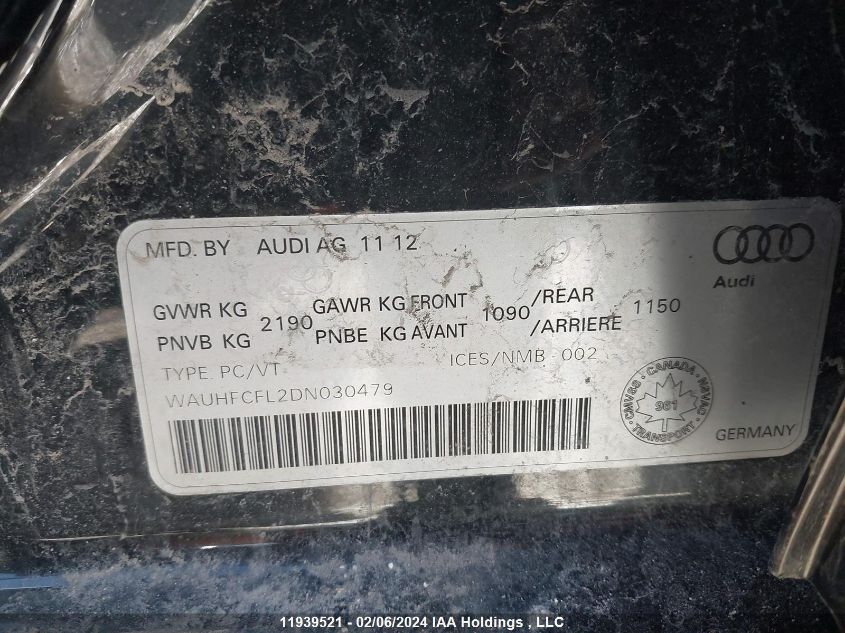 MFD. BY AUDI AG 11 12
Audi
GVWR KG 2190 GAWR KG FRONT 1090 /REAR 1150
PNVB KG PNBE KG AVANT /ARRIERE
TYPE. PC/VT ICES/NMB - 002
WAUHFCFL2DN030479
CMVSS · CANADA · NSVAC
961
· TRANSPORT ·
GERMANY
11939521 - 02/06/2024 IAA Holdings , LLC